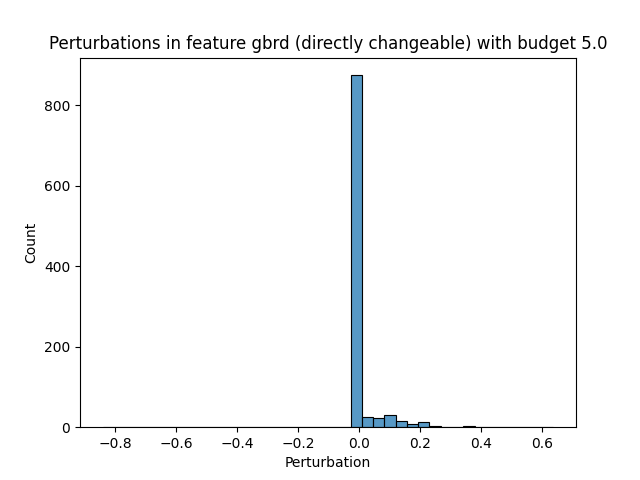 Perturbations in feature gbrd (directly changeable) with budget 5.0
Count
800
600
400
200
0
−0.8 −0.6 −0.4 −0.2 0.0 0.2 0.4 0.6
Perturbation